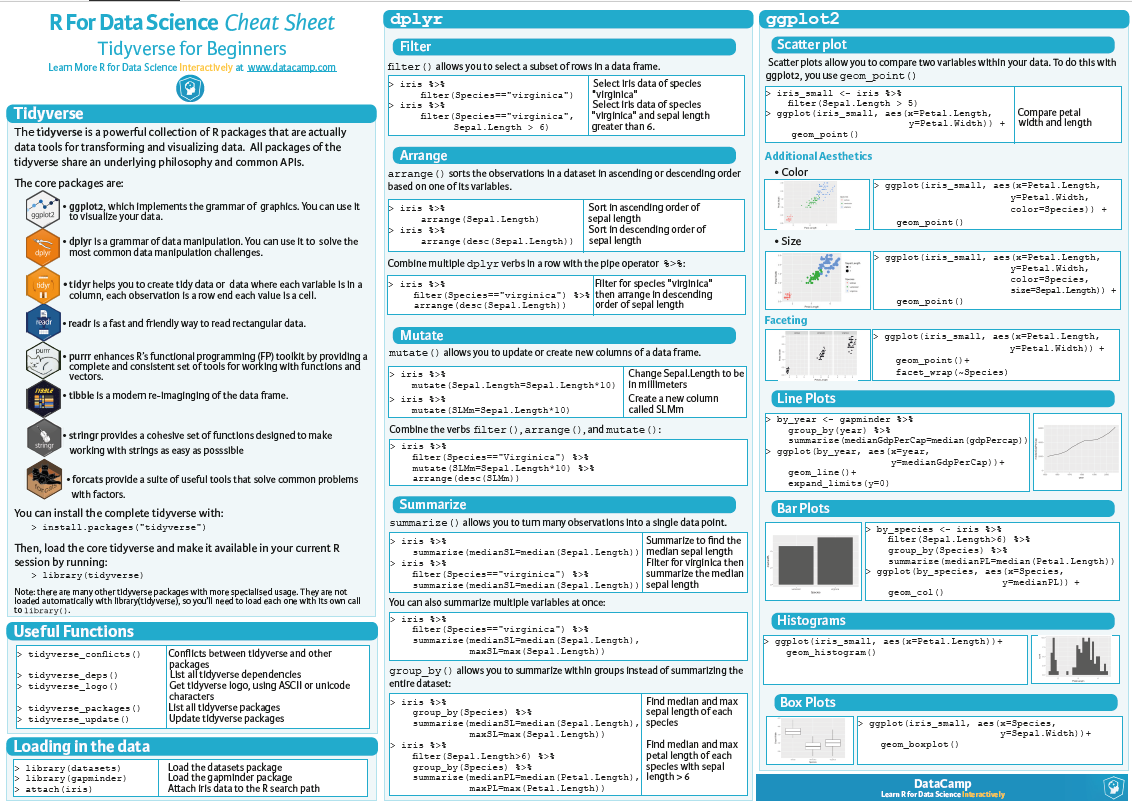 R For Data Science Cheat Sheet
Tidyverse for Beginners
Learn More R for Data Science Interactively at www.datacamp.com
Tidyverse
The tidyverse is a powerful collection of R packages that are actually
data tools for transforming and visualizing data. All packages of the
tidyverse share an underlying philosophy and common APIs.
The core packages are:
ggplot2
• ggplot2, which implements the grammar of graphics. You can use it
to visualize your data.
dplyr
• dplyr is a grammar of data manipulation. You can use it to solve the
most common data manipulation challenges.
tidyr
• tidyr helps you to create tidy data or data where each variable is in a
column, each observation is a row end each value is a cell.
readr
• readr is a fast and friendly way to read rectangular data.
purrr
• purrr enhances R's functional programming (FP) toolkit by providing a
complete and consistent set of tools for working with functions and
vectors.
TIBBLE
• tibble is a modern re-imaginging of the data frame.
stringr
• stringr provides a cohesive set of functions designed to make
working with strings as easy as posssible
• forcats provide a suite of useful tools that solve common problems
with factors.
You can install the complete tidyverse with:
> install.packages("tidyverse")
Then, load the core tidyverse and make it available in your current R
session by running:
> library(tidyverse)
Note: there are many other tidyverse packages with more specialised usage. They are not
loaded automatically with library(tidyverse), so you'll need to load each one with its own call
to library().
Useful Functions
> tidyverse_conflicts() Conflicts between tidyverse and other
packages
> tidyverse_deps() List all tidyverse dependencies
> tidyverse_logo() Get tidyverse logo, using ASCII or unicode
characters
> tidyverse_packages() List all tidyverse packages
> tidyverse_update() Update tidyverse packages
Loading in the data
> library(datasets) Load the datasets package
> library(gapminder) Load the gapminder package
> attach(iris) Attach iris data to the R search path
dplyr
Filter
filter() allows you to select a subset of rows in a data frame.
> iris %>% Select iris data of species
filter(Species=="virginica") "virginica"
> iris %>% Select iris data of species
filter(Species=="virginica", "virginica" and sepal length
Sepal.Length > 6) greater than 6.
Arrange
arrange() sorts the observations in a dataset in ascending or descending order
based on one of its variables.
> iris %>% Sort in ascending order of
arrange(Sepal.Length) sepal length
> iris %>% Sort in descending order of
arrange(desc(Sepal.Length)) sepal length
Combine multiple dplyr verbs in a row with the pipe operator %>%:
> iris %>% Filter for species "virginica"
filter(Species=="virginica") %>% then arrange in descending
arrange(desc(Sepal.Length)) order of sepal length
Mutate
mutate() allows you to update or create new columns of a data frame.
> iris %>% Change Sepal.Length to be
mutate(Sepal.Length=Sepal.Length*10) in millimeters
> iris %>% Create a new column
mutate(SLMm=Sepal.Length*10) called SLMm
Combine the verbs filter(), arrange(), and mutate():
> iris %>%
filter(Species=="Virginica") %>%
mutate(SLMm=Sepal.Length*10) %>%
arrange(desc(SLMm))
Summarize
summarize() allows you to turn many observations into a single data point.
> iris %>% Summarize to find the
summarize(medianSL=median(Sepal.Length)) median sepal length
> iris %>% Filter for virginica then
filter(Species=="virginica") %>% summarize the median
summarize(medianSL=median(Sepal.Length)) sepal length
You can also summarize multiple variables at once:
> iris %>%
filter(Species=="virginica") %>%
summarize(medianSL=median(Sepal.Length),
maxSL=max(Sepal.Length))
group_by() allows you to summarize within groups instead of summarizing the
entire dataset:
> iris %>% Find median and max
group_by(Species) %>% sepal length of each
summarize(medianSL=median(Sepal.Length), species
maxSL=max(Sepal.Length))
> iris %>% Find median and max
filter(Sepal.Length>6) %>% petal length of each
group_by(Species) %>% species with sepal
summarize(medianPL=median(Petal.Length), length > 6
maxPL=max(Petal.Length))
ggplot2
Scatter plot
Scatter plots allow you to compare two variables within your data. To do this with
ggplot2, you use geom_point()
> iris_small <- iris %>%
filter(Sepal.Length > 5)
> ggplot(iris_small, aes(x=Petal.Length, Compare petal
y=Petal.Width)) + width and length
geom_point()
Additional Aesthetics
• Color
> ggplot(iris_small, aes(x=Petal.Length,
y=Petal.Width,
color=Species)) +
geom_point()
• Size
> ggplot(iris_small, aes(x=Petal.Length,
y=Petal.Width,
color=Species,
size=Sepal.Length)) +
geom_point()
Faceting
> ggplot(iris_small, aes(x=Petal.Length,
y=Petal.Width)) +
geom_point()+
facet_wrap(~Species)
Line Plots
> by_year <- gapminder %>%
group_by(year) %>%
summarize(medianGdpPerCap=median(gdpPercap))
> ggplot(by_year, aes(x=year,
y=medianGdpPerCap))+
geom_line()+
expand_limits(y=0)
Bar Plots
> by_species <- iris %>%
filter(Sepal.Length>6) %>%
group_by(Species) %>%
summarize(medianPL=median(Petal.Length))
> ggplot(by_species, aes(x=Species,
y=medianPL)) +
geom_col()
Histograms
> ggplot(iris_small, aes(x=Petal.Length))+
geom_histogram()
Box Plots
> ggplot(iris_small, aes(x=Species,
y=Sepal.Width))+
geom_boxplot()
DataCamp
Learn R for Data Science Interactively